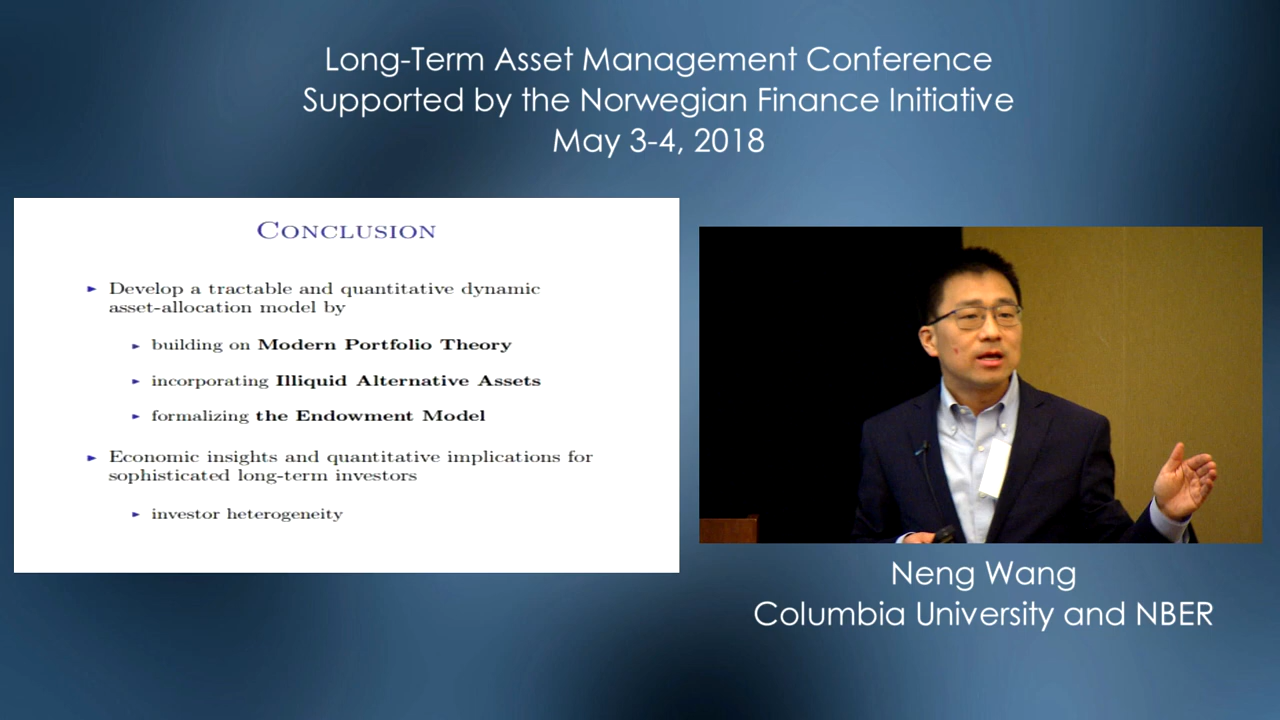 Long-Term Asset Management Conference
Supported by the Norwegian Finance Initiative
May 3-4, 2018
Conclusion
► Develop a tractable and quantitative dynamic
asset-allocation model by
► building on Modern Portfolio Theory
► incorporating Illiquid Alternative Assets
► formalizing the Endowment Model
► Economic insights and quantitative implications for
sophisticated long-term investors
► investor heterogeneity
Neng Wang
Columbia University and NBER